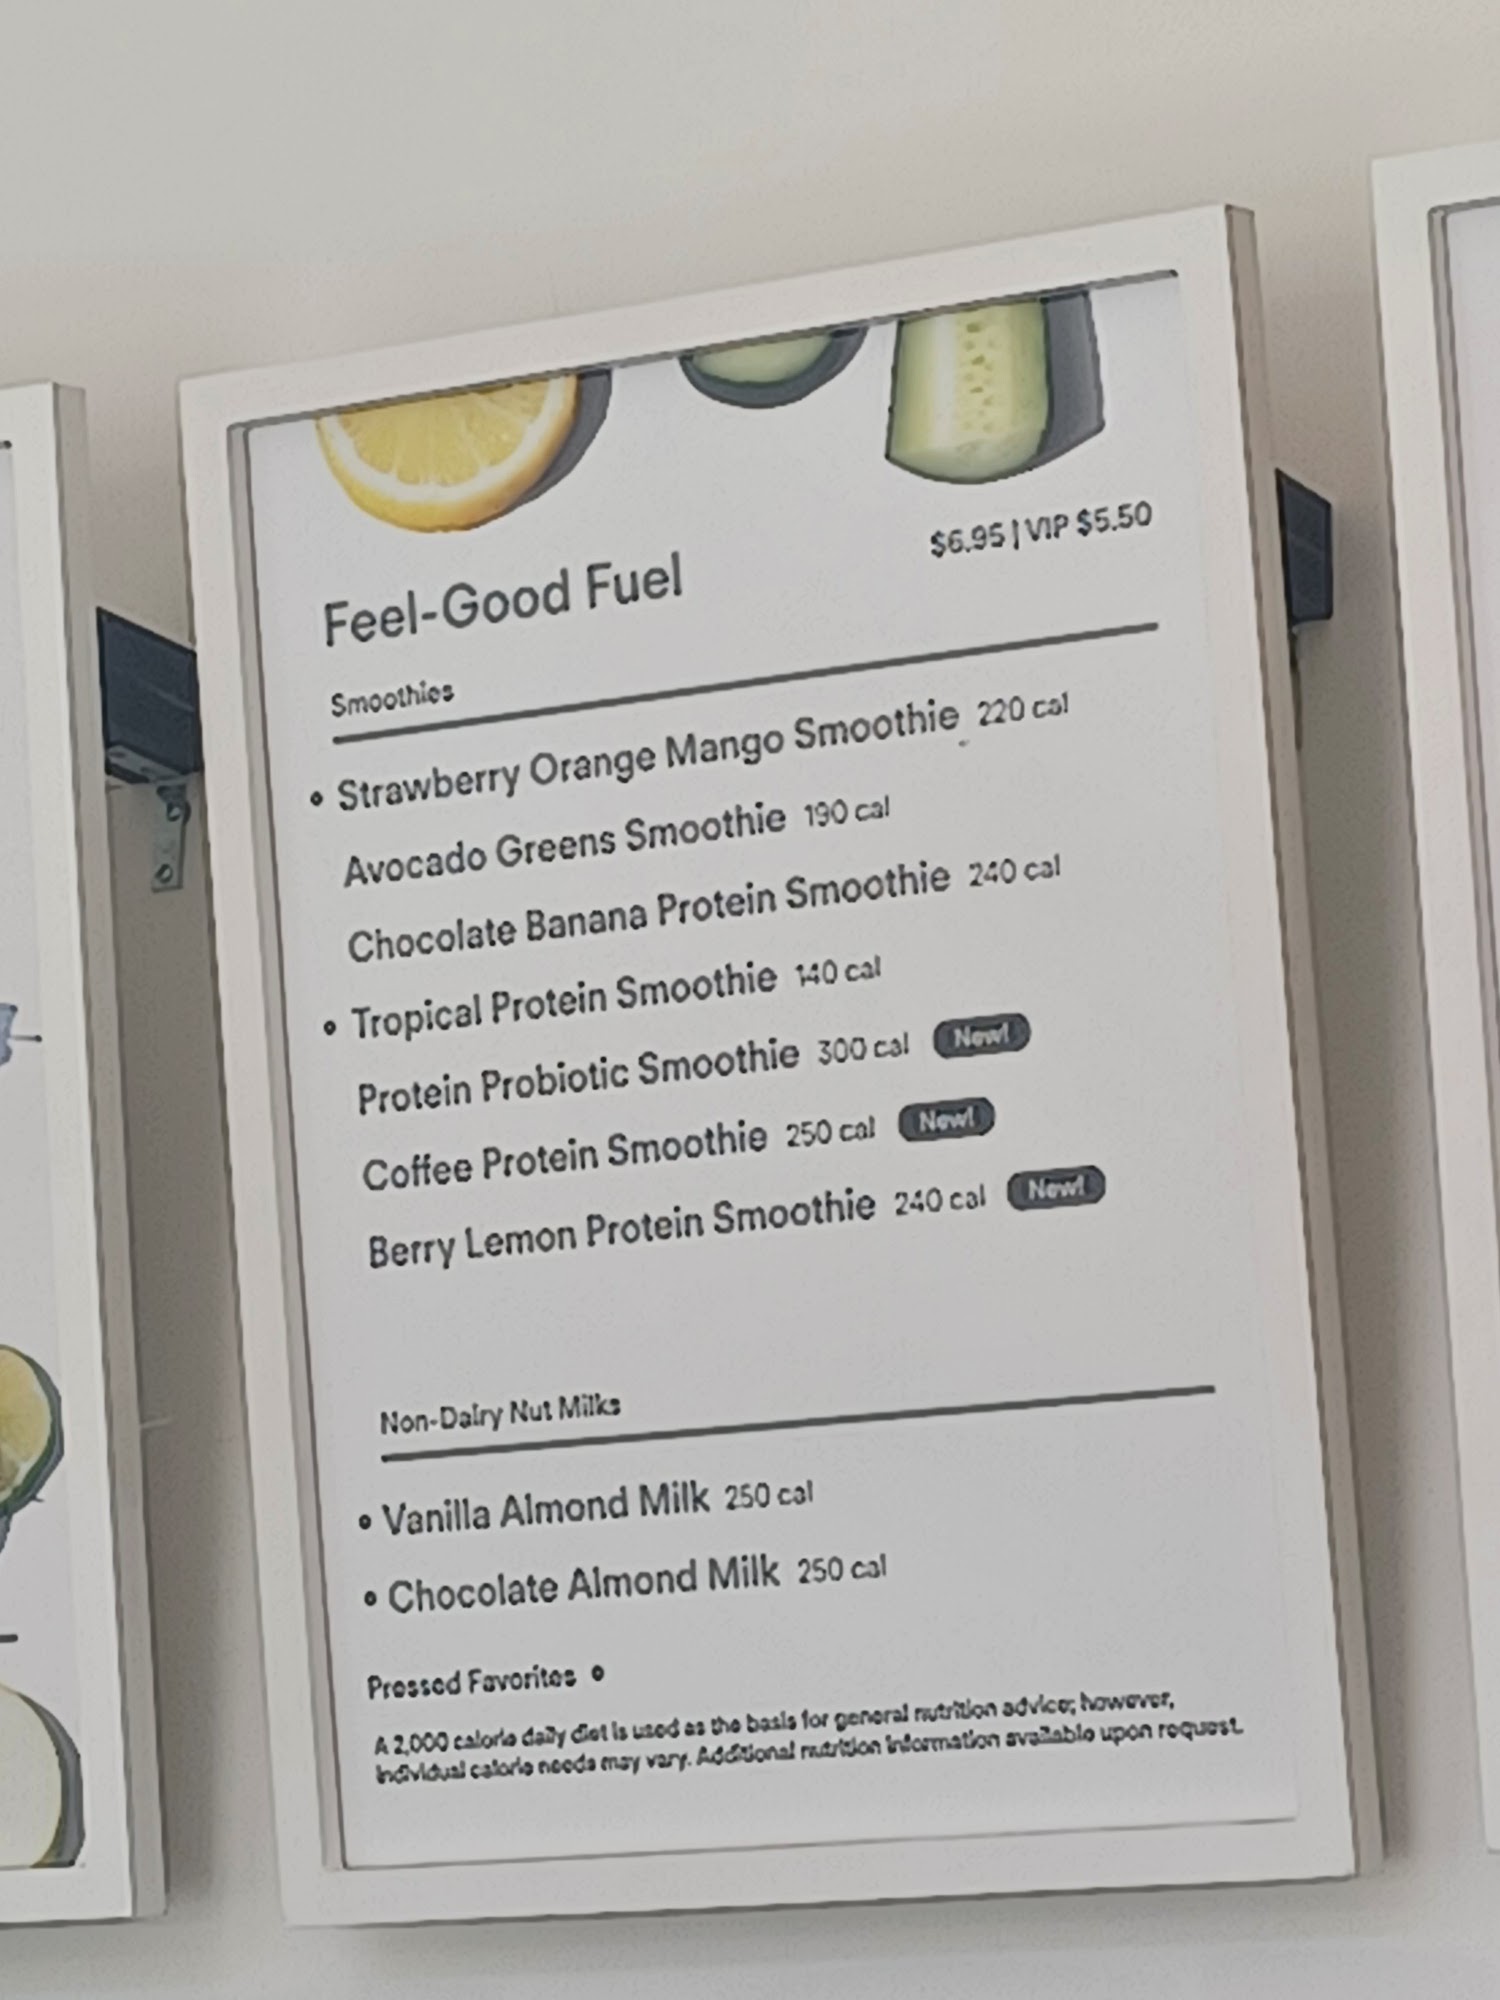 $6.95 | VIP $5.50
Feel-Good Fuel
Smoothies
Strawberry Orange Mango Smoothie 220 cal
Avocado Greens Smoothie 190 cal
Chocolate Banana Protein Smoothie 240 cal
Tropical Protein Smoothie 140 cal
Protein Probiotic Smoothie 300 cal New!
Coffee Protein Smoothie 250 cal New!
Berry Lemon Protein Smoothie 240 cal New!
Non-Dairy Nut Milks
Vanilla Almond Milk 250 cal
Chocolate Almond Milk 250 cal
Pressed Favorites
A 2,000 calorie daily diet is used as the basis for general nutrition advice; however,
individual calorie needs may vary. Additional nutrition information available upon request.